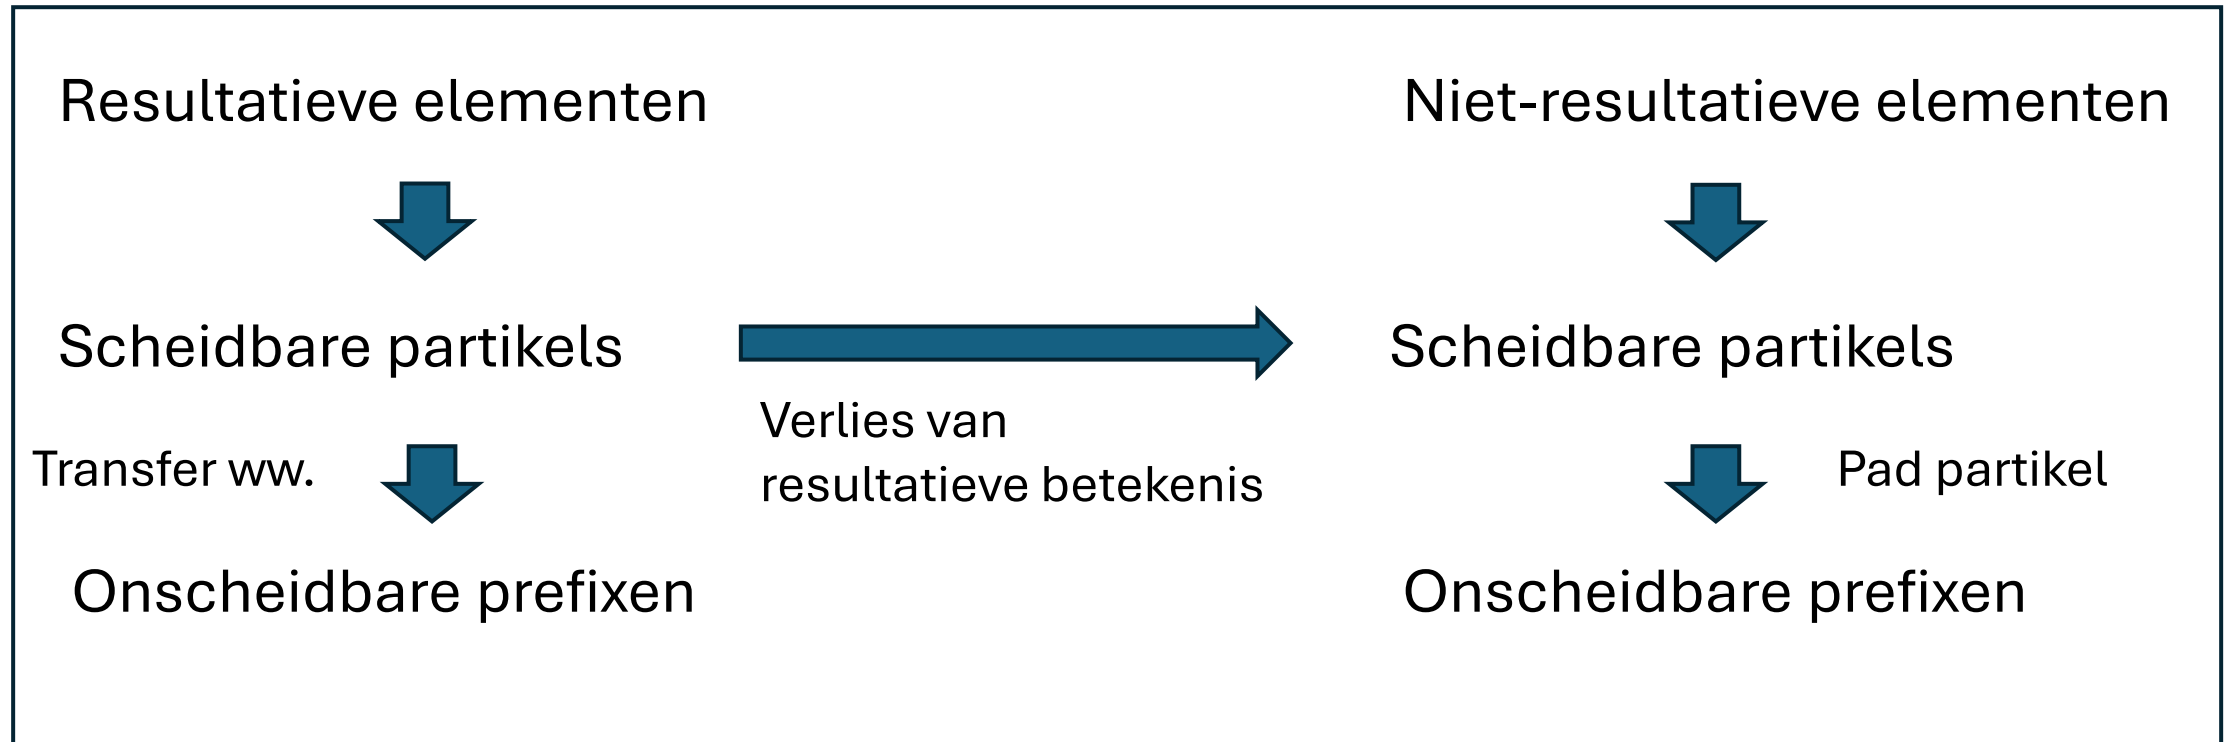 Resultatieve elementen
Niet-resultatieve elementen
Scheidbare partikels
Scheidbare partikels
Verlies van
resultatieve betekenis
Transfer ww.
Pad partikel
Onscheidbare prefixen
Onscheidbare prefixen